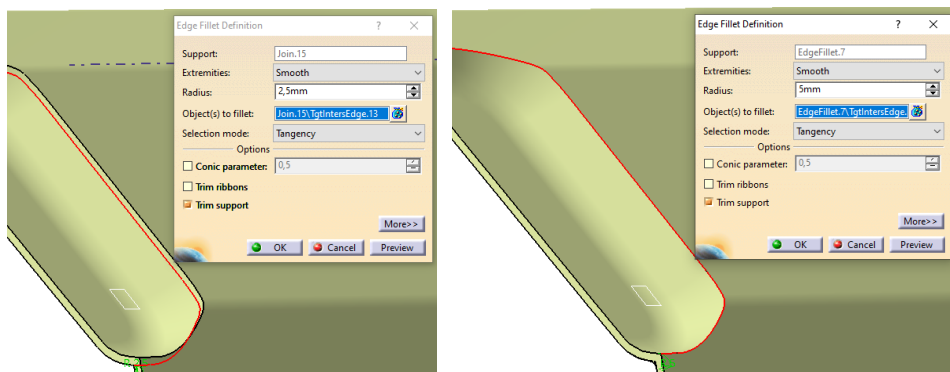 Edge Fillet Definition ? ×
Support: Join.15
Extremities: Smooth
Radius: 2,5mm
Object(s) to fillet: Join.15\TgtIntersEdge.13
Selection mode: Tangency
Options
Conic parameter: 0,5
Trim ribbons
Trim support
More>>
OK Cancel Preview
Edge Fillet Definition ? ×
Support: EdgeFillet.7
Extremities: Smooth
Radius: 5mm
Object(s) to fillet: EdgeFillet.7\TgtIntersEdge.
Selection mode: Tangency
Options
Conic parameter: 0,5
Trim ribbons
Trim support
More>>
OK Cancel Preview